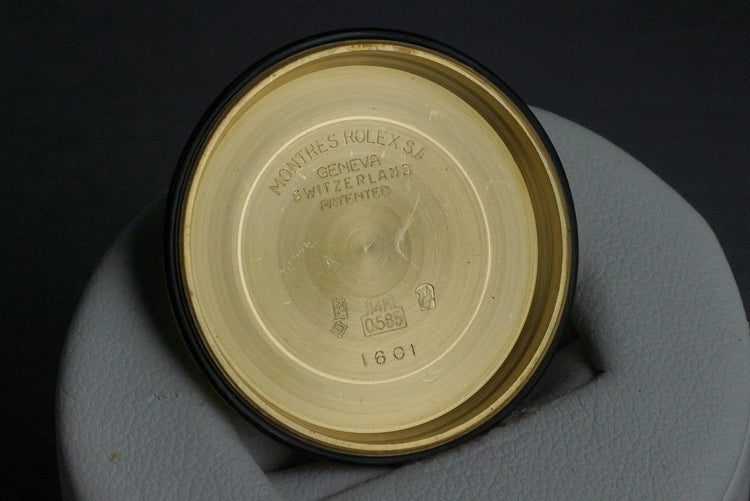 MONTRES ROLEX S.A
GENEVA
SWITZERLAND
PATENTED
14K
0.585
1601